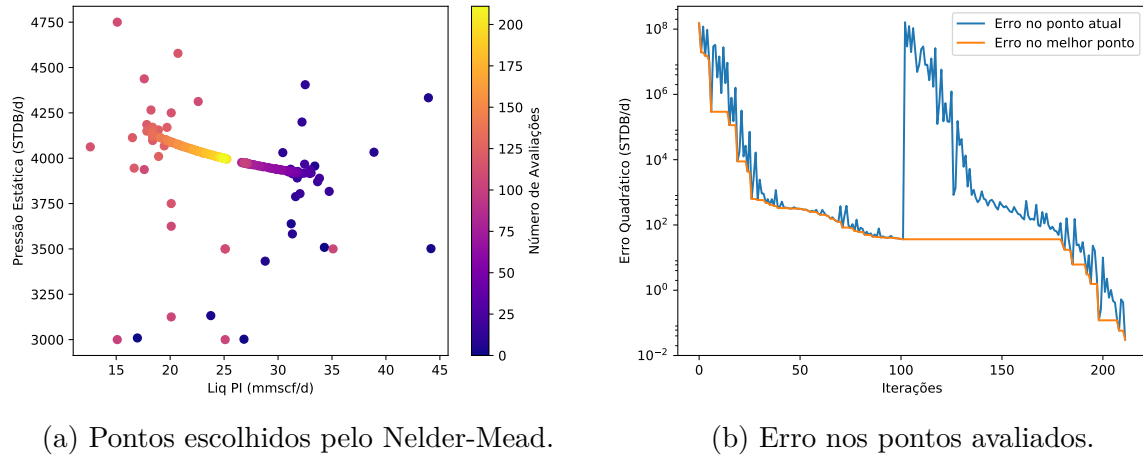 4750
4500
4250
4000
3750
3500
3250
3000
Pressão Estática (STDB/d)
15 20 25 30 35 40 45
Liq PI (mmscf/d)
200
175
150
125
100
75
50
25
0
Número de Avaliações
(a) Pontos escolhidos pelo Nelder-Mead.
10^8
10^6
10^4
10^2
10^0
10^−2
Erro Quadrático (STDB/d)
Erro no ponto atual
Erro no melhor ponto
0 50 100 150 200
Iterações
(b) Erro nos pontos avaliados.